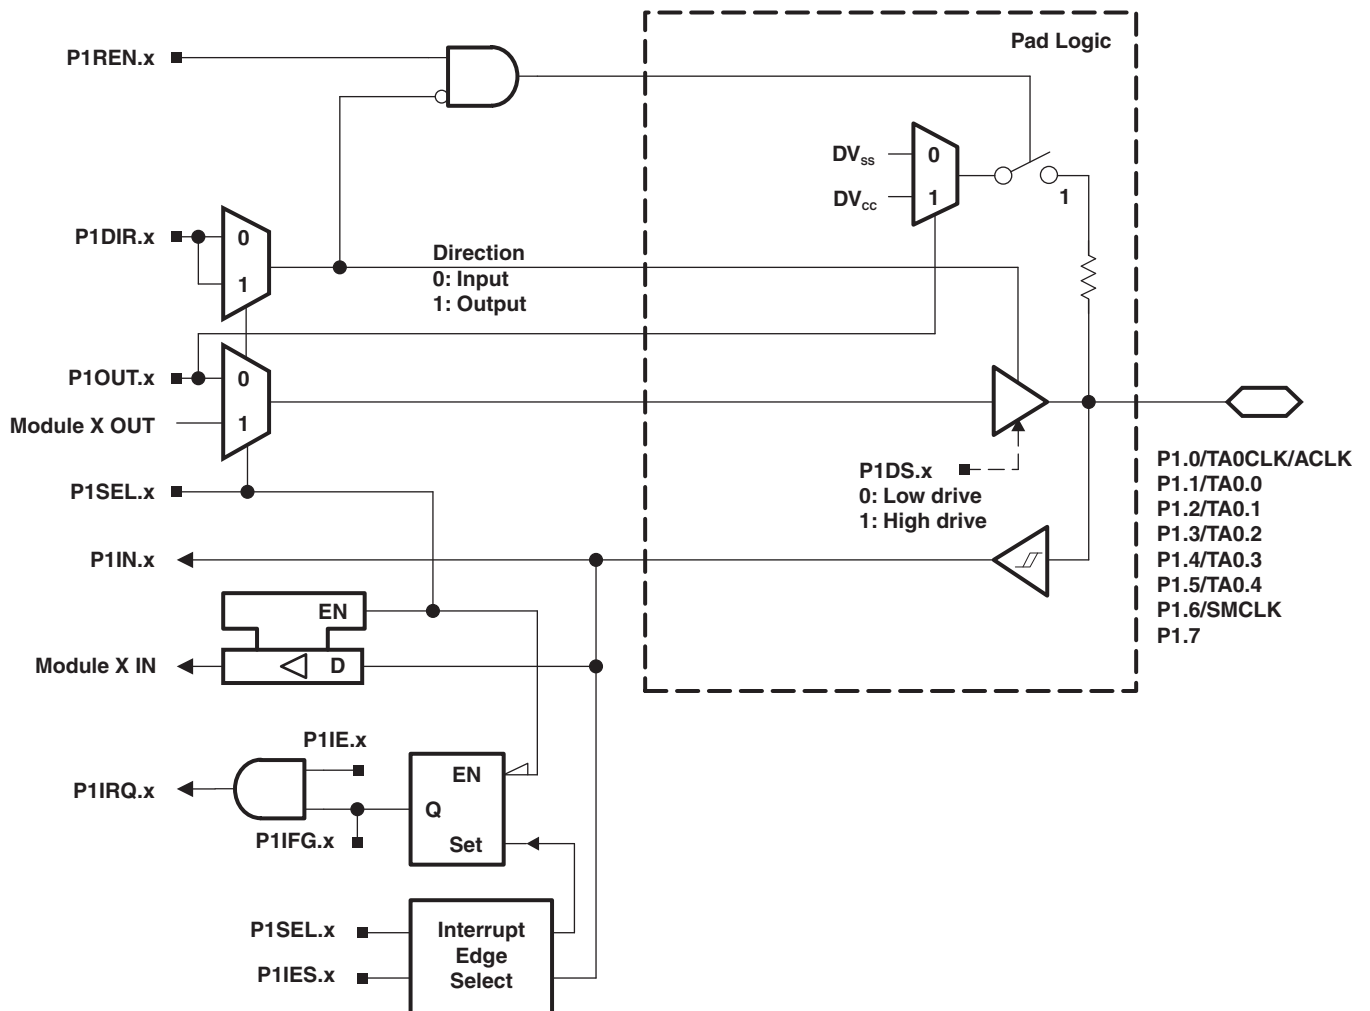 Pad Logic
P1REN.x
DVss
0
DVcc
1
1
P1DIR.x
0
1
Direction
0: Input
1: Output
P1OUT.x
0
Module X OUT
1
P1DS.x
0: Low drive
1: High drive
P1SEL.x
P1.0/TA0CLK/ACLK
P1.1/TA0.0
P1.2/TA0.1
P1.3/TA0.2
P1.4/TA0.3
P1.5/TA0.4
P1.6/SMCLK
P1.7
P1IN.x
EN
Module X IN
D
P1IE.x
P1IRQ.x
EN
Q
P1IFG.x
Set
P1SEL.x
P1IES.x
Interrupt
Edge
Select